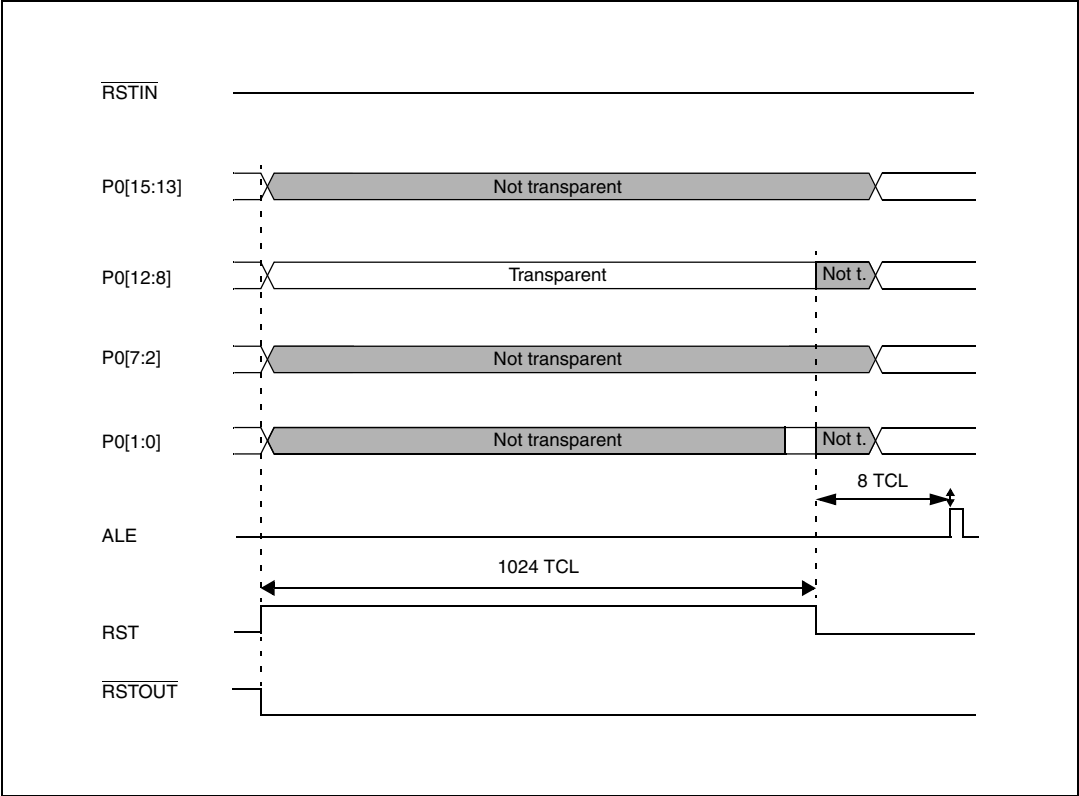 RSTIN
P0[15:13] Not transparent
P0[12:8] Transparent Not t.
P0[7:2] Not transparent
P0[1:0] Not transparent Not t.
8 TCL
ALE
1024 TCL
RST
RSTOUT